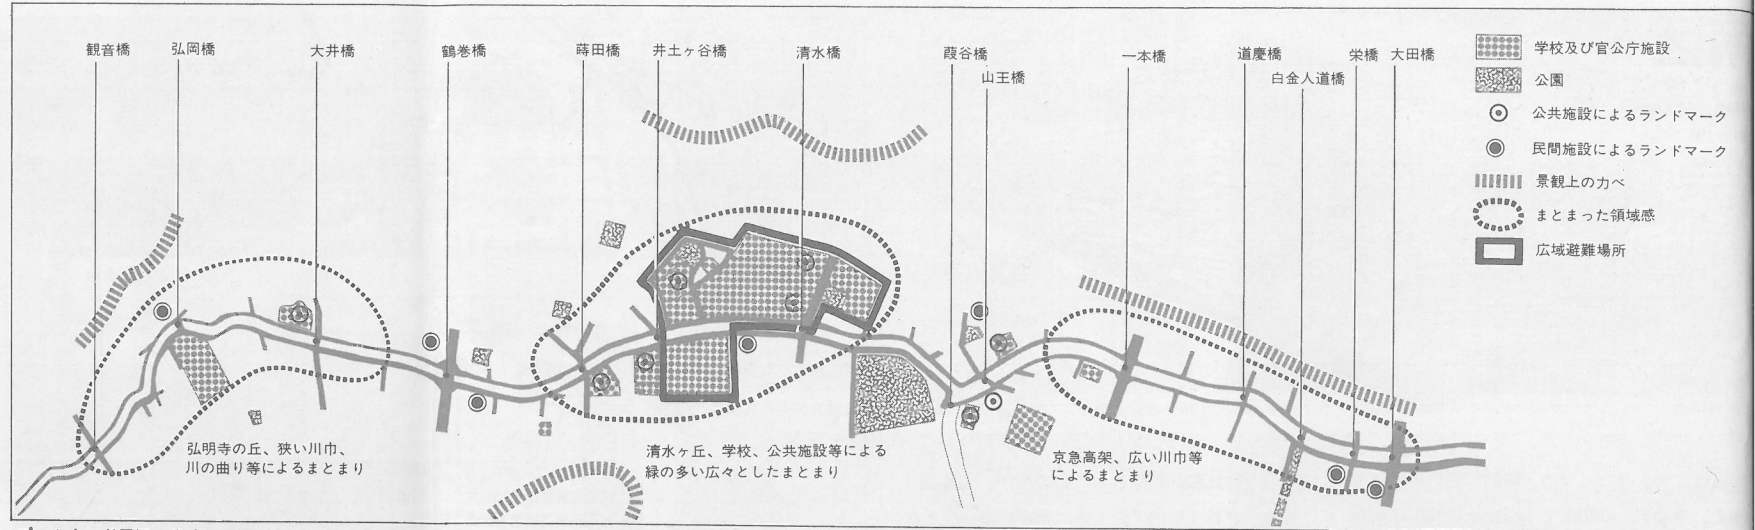 観音橋
弘岡橋
大井橋
鶴巻橋
蒔田橋
井土ヶ谷橋
清水橋
葭谷橋
山王橋
一本橋
道慶橋
白金人道橋
栄橋
大田橋
学校及び官公庁施設
公園
公共施設によるランドマーク
民間施設によるランドマーク
景観上の力べ
まとまった領域感
広域避難場所
弘明寺の丘、狭い川巾、
川の曲り等によるまとまり
清水ヶ丘、学校、公共施設等による
緑の多い広々としたまとまり
京急高架、広い川巾等
によるまとまり